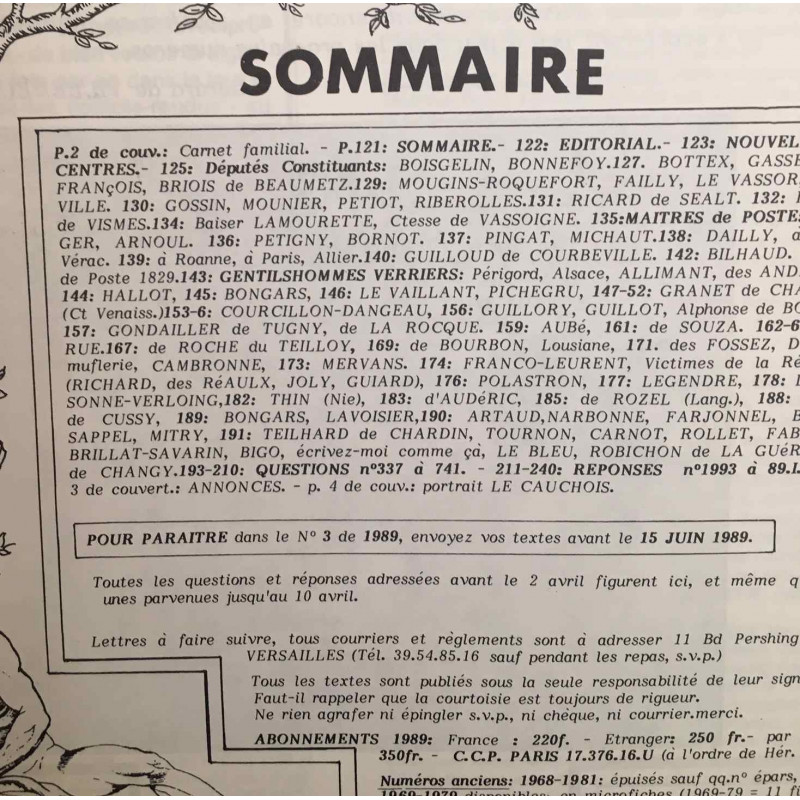 SOMMAIRE
P.2 de couv.: Carnet familial. - P.121: SOMMAIRE.- 122: EDITORIAL.- 123: NOUVEL
CENTRES.- 125: Députés Constituants: BOISGELIN, BONNEFOY.127. BOTTEX, GASSE
FRANçOIS, BRIOIS de BEAUMETZ.129: MOUGINS-ROQUEFORT, FAILLY, LE VASSOR
VILLE. 130: GOSSIN, MOUNIER, PETIOT, RIBEROLLES.131: RICARD de SEALT. 132:
de VISMES.134: Baiser LAMOURETTE, Ctesse de VASSOIGNE. 135:MAITRES de POSTE
GER, ARNOUL. 136: PETIGNY, BORNOT. 137: PINGAT, MICHAUT.138: DAILLY, à
Vérac. 139: à Roanne, à Paris, Allier.140: GUILLOUD de COURBEVILLE. 142: BILHAUD.
de Poste 1829.143: GENTILSHOMMES VERRIERS: Périgord, Alsace, ALLIMANT, des AND
144: HALLOT, 145: BONGARS, 146: LE VAILLANT, PICHEGRU, 147-52: GRANET de CHA
(Ct Venaiss.)153-6: COURCILLON-DANGEAU, 156: GUILLORY, GUILLOT, Alphonse de BO
157: GONDAILLER de TUGNY, de LA ROCQUE. 159: AUBé, 161: de SOUZA. 162-6
RUE.167: de ROCHE du TEILLOY, 169: de BOURBON, Lousiane, 171. des FOSSEZ, D
muflerie, CAMBRONNE, 173: MERVANS. 174: FRANCO-LEURENT, Victimes de la Ré
(RICHARD, des RéAULX, JOLY, GUIARD), 176: POLASTRON, 177: LEGENDRE, 178:
SONNE-VERLOING,182: THIN (Nie), 183: d'AUDéRIC, 185: de ROZEL (Lang.), 188:
de CUSSY, 189: BONGARS, LAVOISIER,190: ARTAUD,NARBONNE, FARJONNEL,
SAPPEL, MITRY, 191: TEILHARD de CHARDIN, TOURNON, CARNOT, ROLLET, FAB
BRILLAT-SAVARIN, BIGO, écrivez-moi comme çà, LE BLEU, ROBICHON de LA GUéR
de CHANGY.193-210: QUESTIONS n°337 à 741. - 211-240: REPONSES n°1993 à 89.I.
3 de couvert.: ANNONCES. - p. 4 de couv.: portrait LE CAUCHOIS.
POUR PARAITRE dans le N° 3 de 1989, envoyez vos textes avant le 15 JUIN 1989.
Toutes les questions et réponses adressées avant le 2 avril figurent ici, et même q
unes parvenues jusqu'au 10 avril.
Lettres à faire suivre, tous courriers et règlements sont à adresser 11 Bd Pershing
VERSAILLES (Tél. 39.54.85.16 sauf pendant les repas, s.v.p.)
Tous les textes sont publiés sous la seule responsabilité de leur sign
Faut-il rappeler que la courtoisie est toujours de rigueur.
Ne rien agrafer ni épingler s.v.p., ni chèque, ni courrier.merci.
ABONNEMENTS 1989: France : 220f. - Etranger: 250 fr.- par
350fr. - C.C.P. PARIS 17.376.16.U (à l'ordre de Hér.
Numéros anciens: 1968-1981: épuisés sauf qq.n° épars,
1969-1979 disponibles: en microfiches (1969-79 = 11 fi